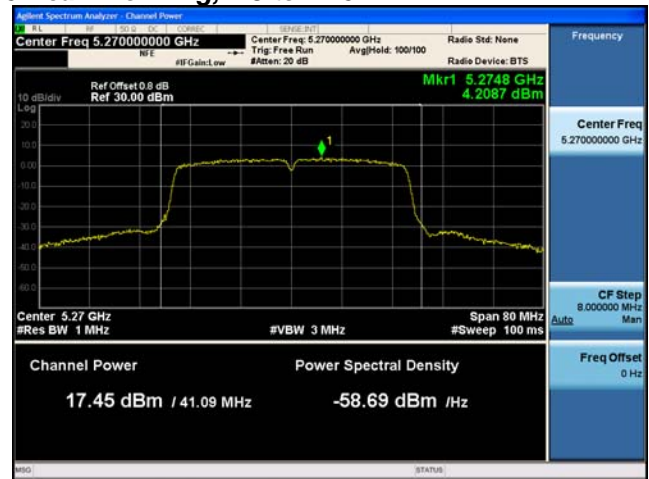 Agilent Spectrum Analyzer - Channel Power
RL RF 50 Ω DC CORREC SENSE:INT
Center Freq 5.270000000 GHz
NFE
#IFGain:Low
Center Freq: 5.270000000 GHz
Trig: Free Run Avg|Hold: 100/100
#Atten: 20 dB
Radio Std: None
Radio Device: BTS
Ref Offset 0.8 dB
Ref 30.00 dBm
10 dB/div
Log
Mkr1 5.2748 GHz
4.2087 dBm
20.0
10.0
0.00
-10.0
-20.0
-30.0
-40.0
-50.0
-60.0
1
Center 5.27 GHz
Span 80 MHz
#Res BW 1 MHz
#VBW 3 MHz
#Sweep 100 ms
Channel Power
Power Spectral Density
17.45 dBm / 41.09 MHz
-58.69 dBm /Hz
MSG
STATUS
Frequency
Center Freq
5.270000000 GHz
CF Step
8.000000 MHz
Auto Man
Freq Offset
0 Hz